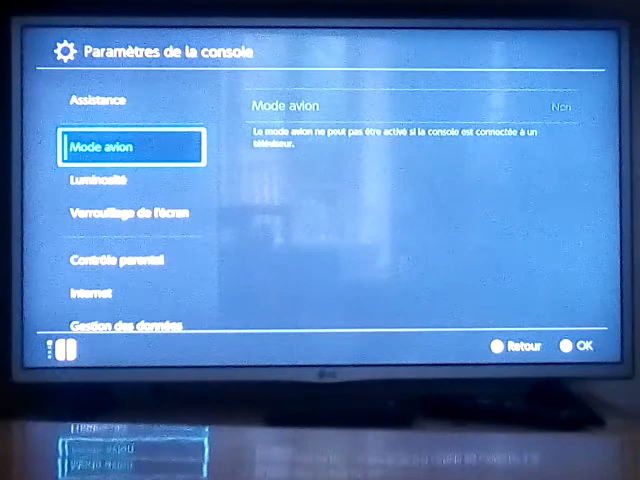 Paramètres de la console
Assistance
Mode avion
Luminosité
Verrouillage de l'écran
Contrôle parental
Internet
Gestion des données
Mode avion
Non
Le mode avion ne peut pas être activé si la console est connectée à un
téléviseur.
Retour
OK
LG